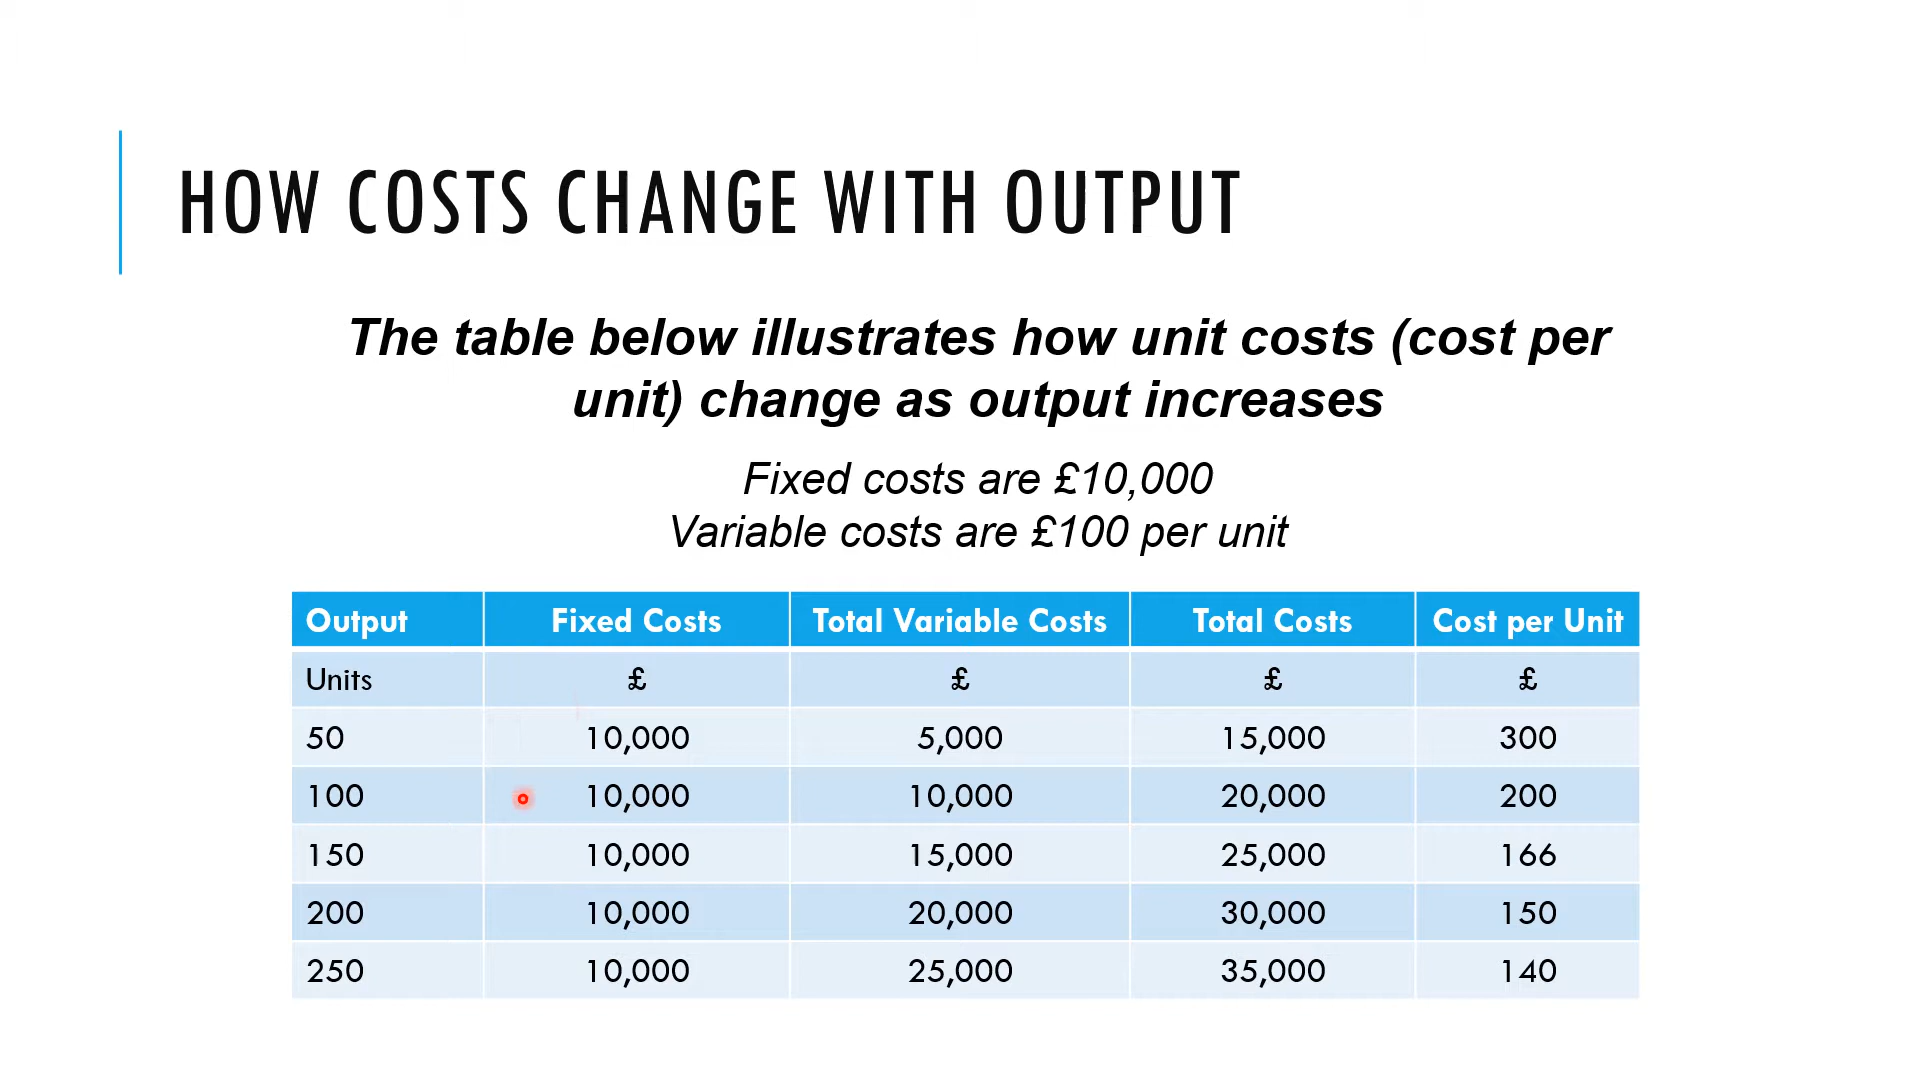 HOW COSTS CHANGE WITH OUTPUT
The table below illustrates how unit costs (cost per
unit) change as output increases
Fixed costs are £10,000
Variable costs are £100 per unit
Output Fixed Costs Total Variable Costs Total Costs Cost per Unit
Units £ £ £ £
50 10,000 5,000 15,000 300
100 10,000 10,000 20,000 200
150 10,000 15,000 25,000 166
200 10,000 20,000 30,000 150
250 10,000 25,000 35,000 140